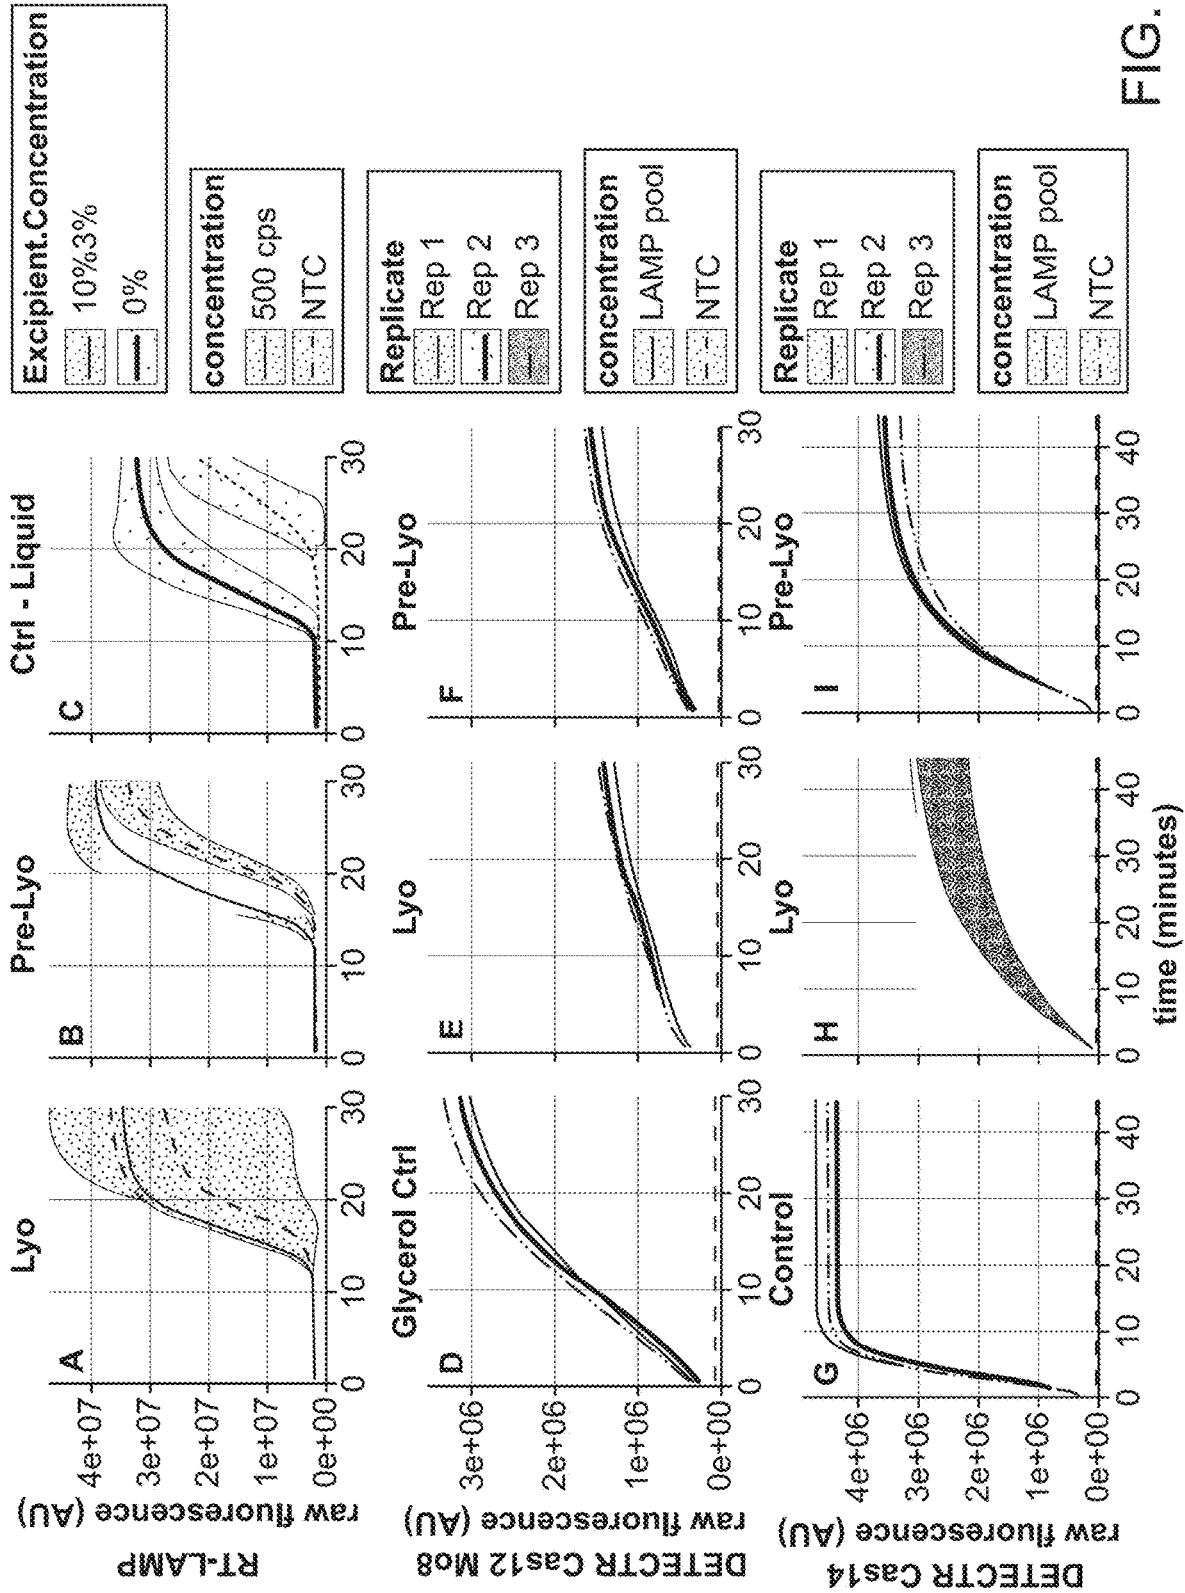 RT-LAMP
raw fluorescence (AU)
4e+07
3e+07
2e+07
1e+07
0e+00
Lyo
A
0
10
20
30
Pre-Lyo
B
0
10
20
30
Ctrl - Liquid
C
0
10
20
30
Excipient.Concentration
10%3%
0%
concentration
500 cps
NTC
DETECTR Cas12 M08
raw fluorescence (AU)
3e+06
2e+06
1e+06
0e+00
Glycerol Ctrl
D
0
10
20
30
Lyo
E
0
10
20
30
Pre-Lyo
F
0
10
20
30
Replicate
Rep 1
Rep 2
Rep 3
concentration
LAMP pool
NTC
DETECTR Cas14
raw fluorescence (AU)
4e+06
3e+06
2e+06
1e+06
0e+00
Control
G
0
10
20
30
40
Lyo
H
0
10
20
30
40
Pre-Lyo
I
0
10
20
30
40
time (minutes)
Replicate
Rep 1
Rep 2
Rep 3
concentration
LAMP pool
NTC
FIG.